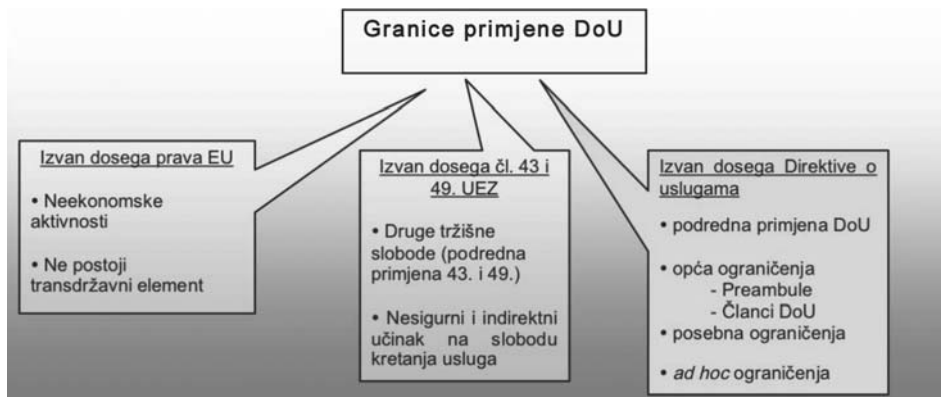 Granice primjene DoU
Izvan dosega prava EU
• Neekonomske
aktivnosti
• Ne postoji
transdržavni element
Izvan dosega čl. 43 i
49. UEZ
• Druge tržišne
slobode (podredna
primjena 43. i 49.)
• Nesigurni i indirektni
učinak na slobodu
kretanja usluga
Izvan dosega Direktive o
uslugama
• podredna primjena DoU
• opća ograničenja
- Preambule
- Članci DoU
• posebna ograničenja
• ad hoc ograničenja